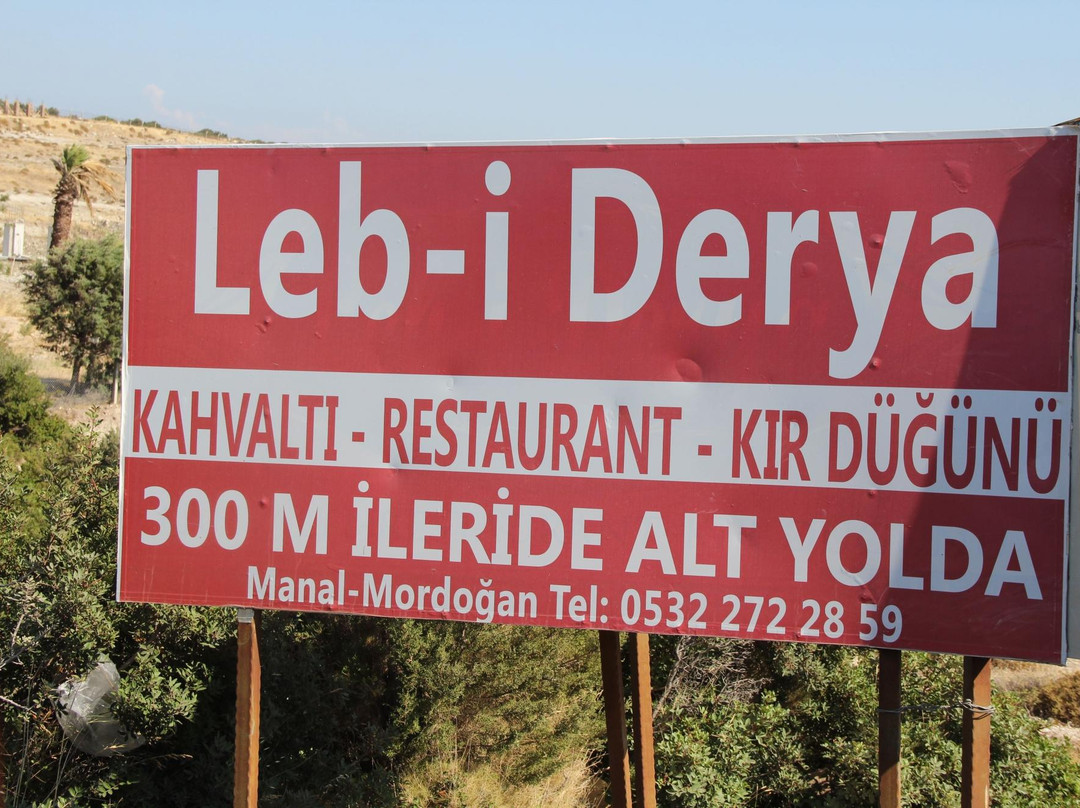 Leb-i Derya
KAHVALTI - RESTAURANT - KIR DÜĞÜNÜ
300 M İLERİDE ALT YOLDA
Manal-Mordoğan Tel: 0532 272 28 59